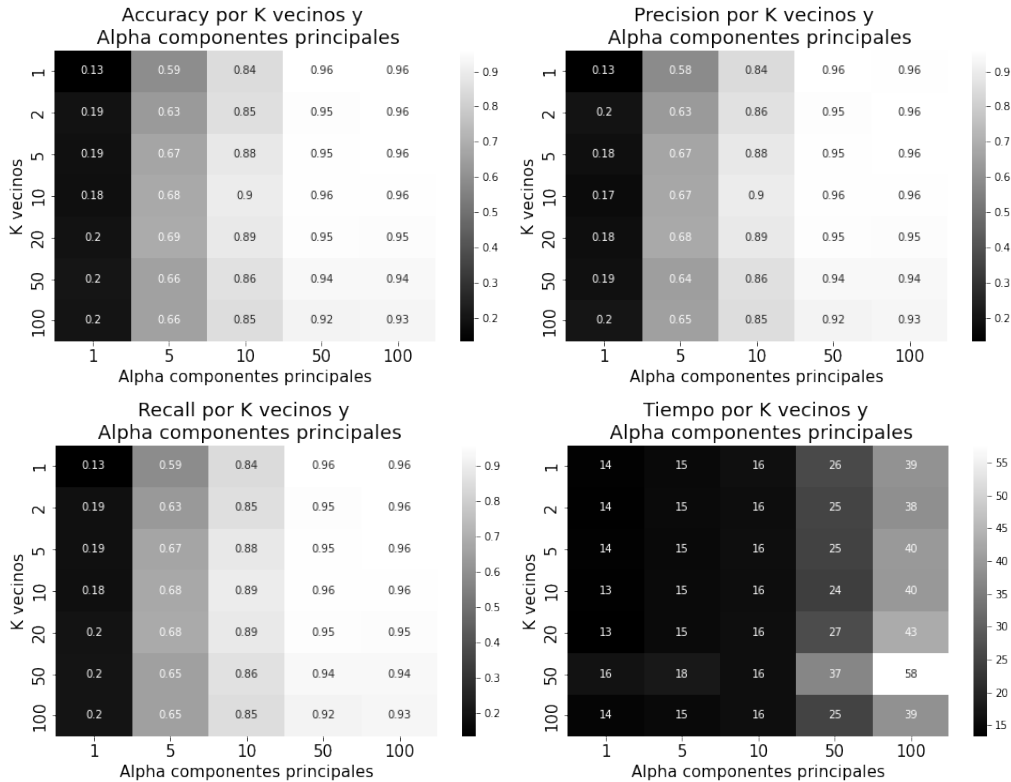 Accuracy por K vecinos y
Alpha componentes principales
K vecinos
1 0.13 0.59 0.84 0.96 0.96
2 0.19 0.63 0.85 0.95 0.96
5 0.19 0.67 0.88 0.95 0.96
10 0.18 0.68 0.9 0.96 0.96
20 0.2 0.69 0.89 0.95 0.95
50 0.2 0.66 0.86 0.94 0.94
100 0.2 0.66 0.85 0.92 0.93
1 5 10 50 100
Alpha componentes principales
0.9
0.8
0.7
0.6
0.5
0.4
0.3
0.2
Precision por K vecinos y
Alpha componentes principales
K vecinos
1 0.13 0.58 0.84 0.96 0.96
2 0.2 0.63 0.86 0.95 0.96
5 0.18 0.67 0.88 0.95 0.96
10 0.17 0.67 0.9 0.96 0.96
20 0.18 0.68 0.89 0.95 0.95
50 0.19 0.64 0.86 0.94 0.94
100 0.2 0.65 0.85 0.92 0.93
1 5 10 50 100
Alpha componentes principales
0.9
0.8
0.7
0.6
0.5
0.4
0.3
0.2
Recall por K vecinos y
Alpha componentes principales
K vecinos
1 0.13 0.59 0.84 0.96 0.96
2 0.19 0.63 0.85 0.95 0.96
5 0.19 0.67 0.88 0.95 0.96
10 0.18 0.68 0.89 0.96 0.96
20 0.2 0.68 0.89 0.95 0.95
50 0.2 0.65 0.86 0.94 0.94
100 0.2 0.65 0.85 0.92 0.93
1 5 10 50 100
Alpha componentes principales
0.9
0.8
0.7
0.6
0.5
0.4
0.3
0.2
Tiempo por K vecinos y
Alpha componentes principales
K vecinos
1 14 15 16 26 39
2 14 15 16 25 38
5 14 15 16 25 40
10 13 15 16 24 40
20 13 15 16 27 43
50 16 18 16 37 58
100 14 15 16 25 39
1 5 10 50 100
Alpha componentes principales
55
50
45
40
35
30
25
20
15